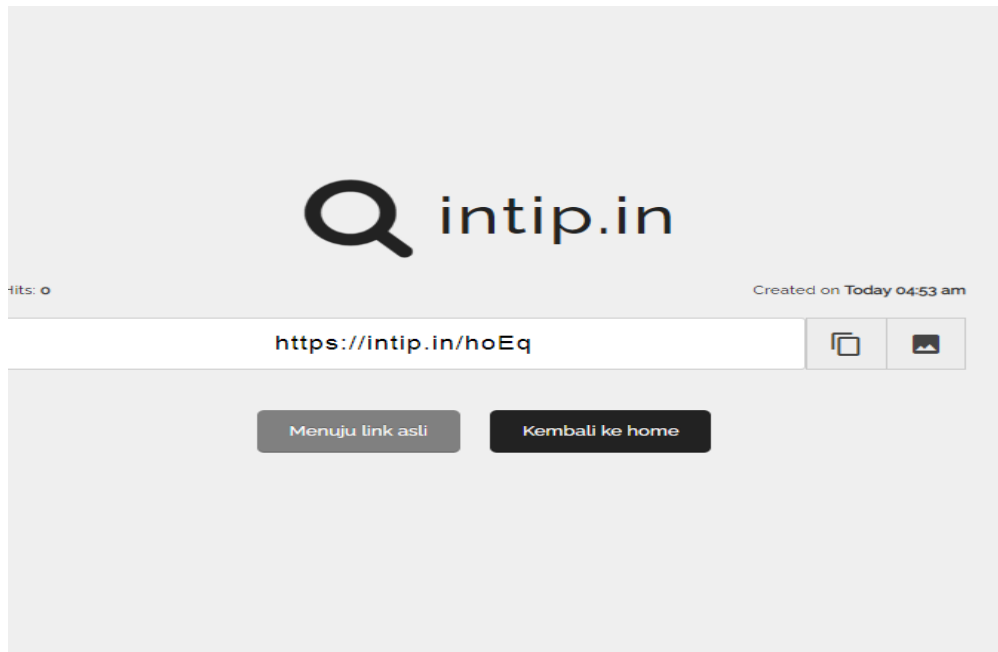 intip.in
Hits: 0
Created on Today 04:53 am
https://intip.in/hoEq
Menuju link asli
Kembali ke home